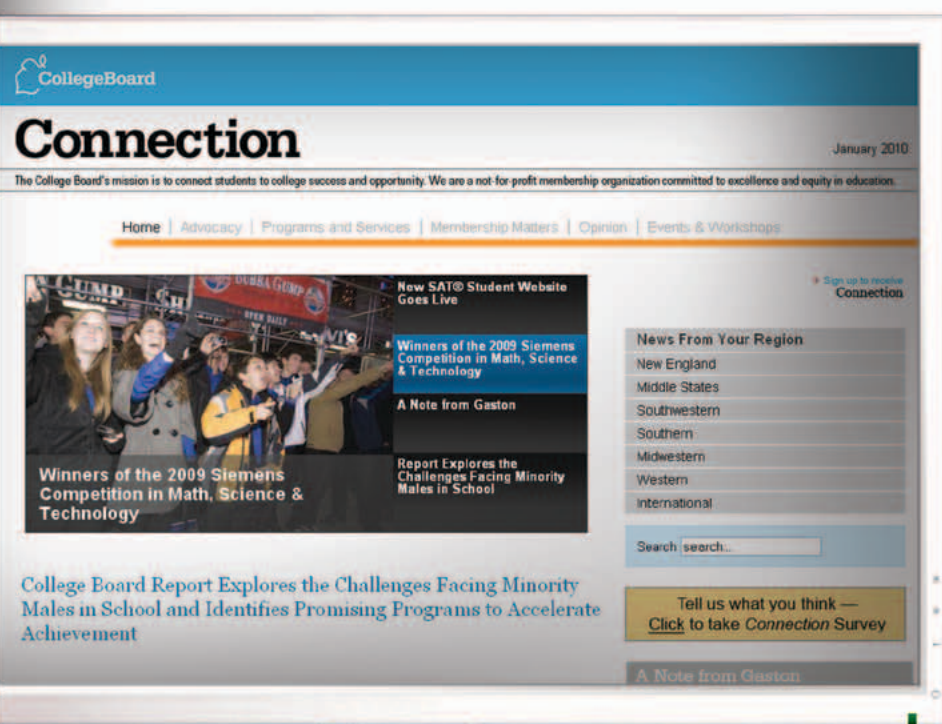 CollegeBoard
Connection
January 2010
The College Board's mission is to connect students to college success and opportunity. We are a not-for-profit membership organization committed to excellence and equity in education.
Home | Advocacy | Programs and Services | Membership Matters | Opinion | Events & Workshops
GUMP SH
BUBBA GUMP
OPEN DAILY
New SAT® Student Website
Goes Live
Winners of the 2009 Siemens
Competition in Math, Science
& Technology
A Note from Gaston
Report Explores the
Challenges Facing Minority
Males in School
Winners of the 2009 Siemens
Competition in Math, Science &
Technology
College Board Report Explores the Challenges Facing Minority
Males in School and Identifies Promising Programs to Accelerate
Achievement
Sign up to receive
Connection
News From Your Region
New England
Middle States
Southwestern
Southern
Midwestern
Western
International
Search search...
Tell us what you think —
Click to take Connection Survey
A Note from Gaston